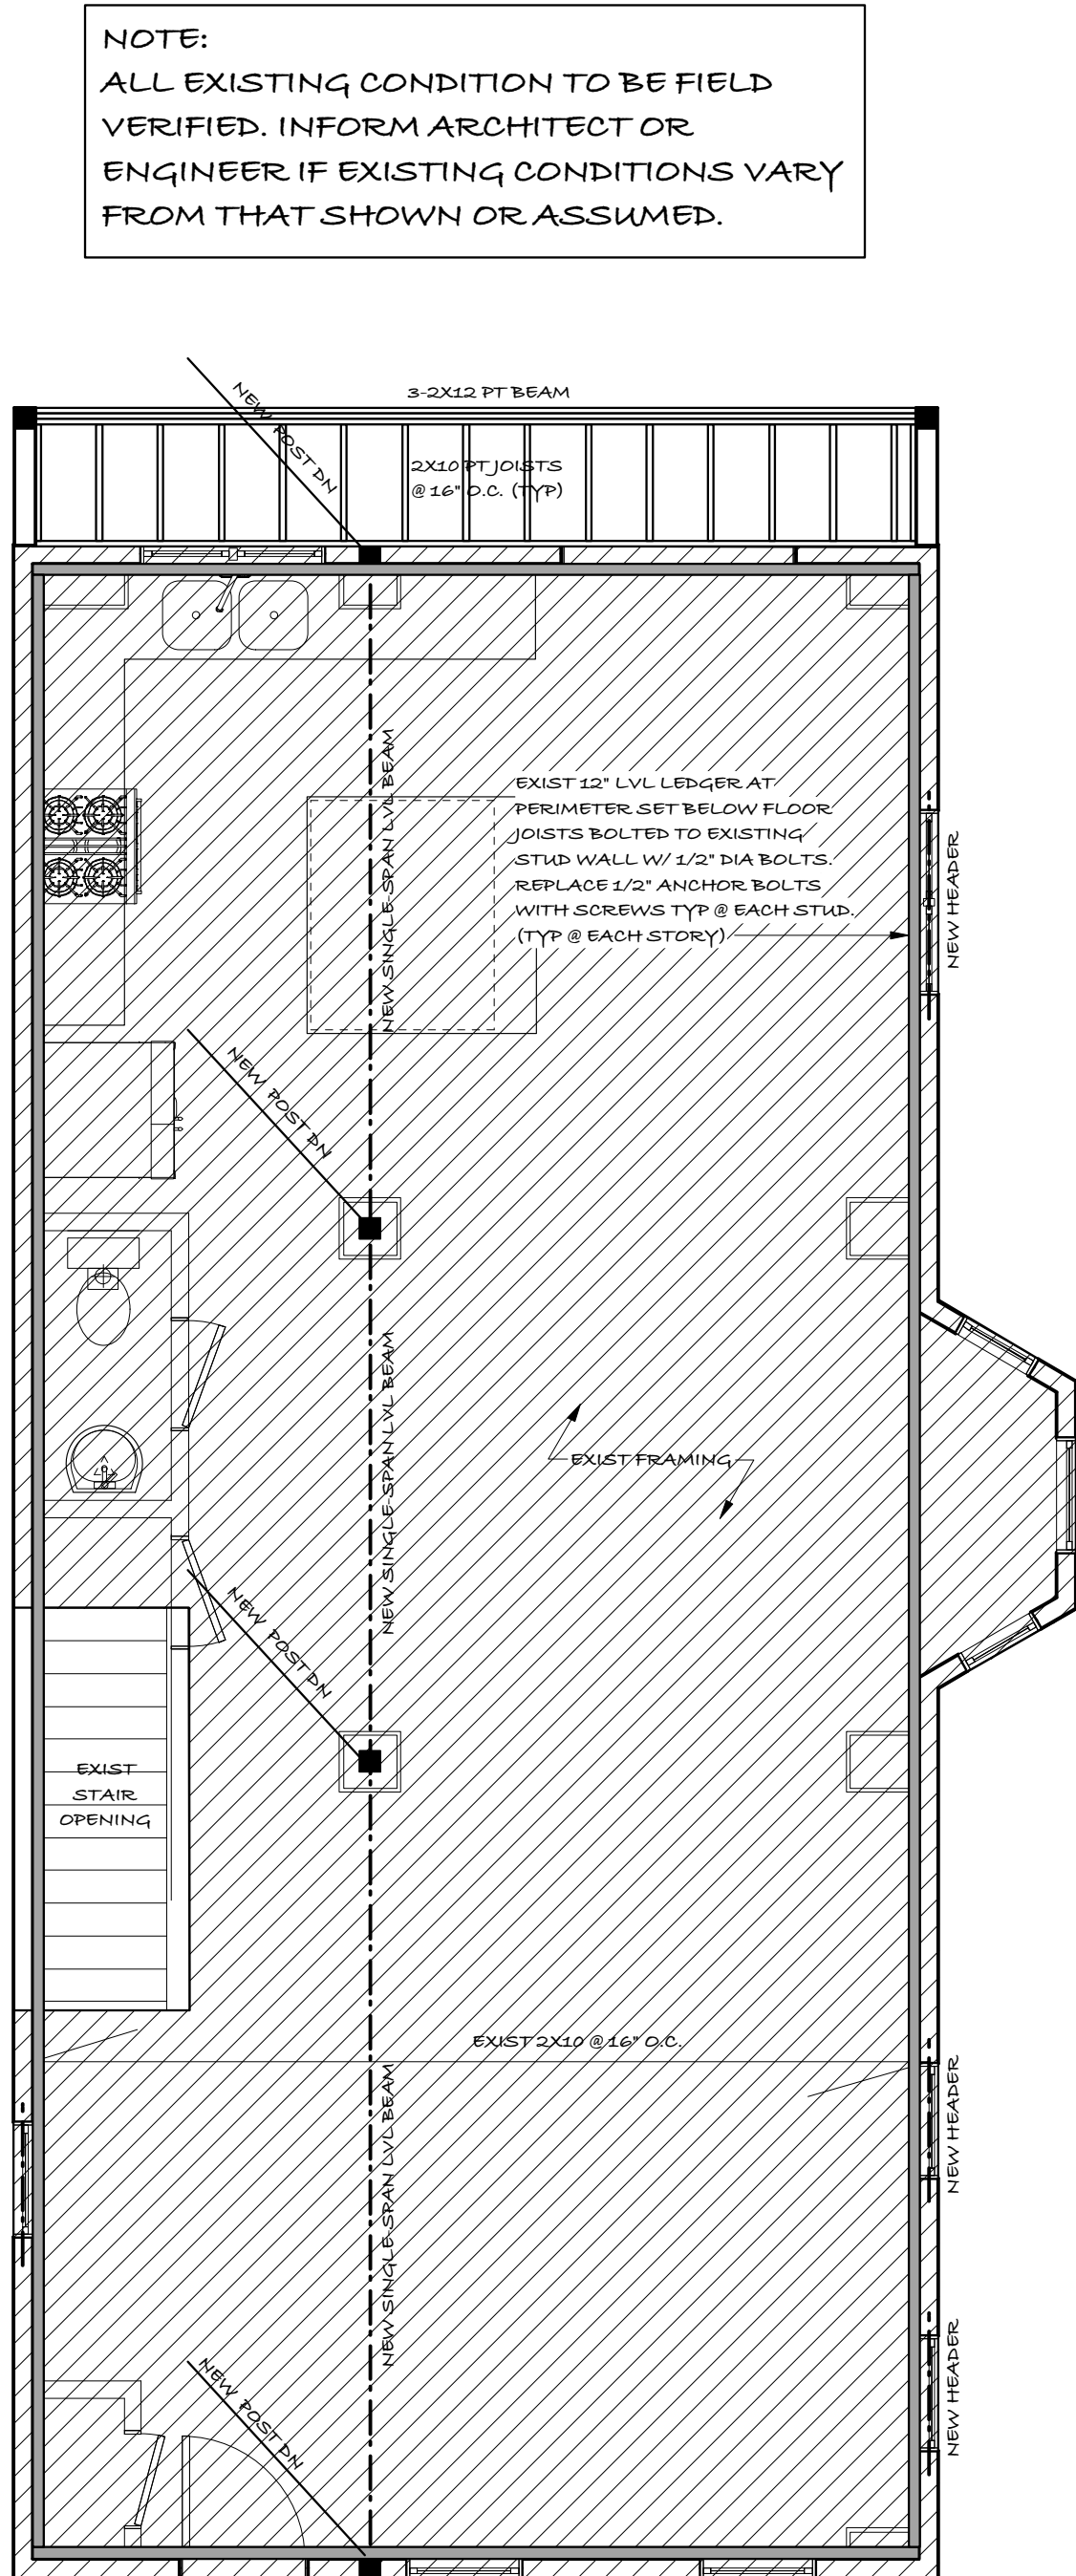 NOTE:
ALL EXISTING CONDITION TO BE FIELD
VERIFIED. INFORM ARCHITECT OR
ENGINEER IF EXISTING CONDITIONS VARY
FROM THAT SHOWN OR ASSUMED.
3-2X12 PT BEAM
NEW POST DN
2X10 PT JOISTS
@ 16" O.C. (TYP)
NEW SINGLE-SPAN LVL BEAM
EXIST 12" LVL LEDGER AT
PERIMETER SET BELOW FLOOR
JOISTS BOLTED TO EXISTING
STUD WALL W/ 1/2" DIA BOLTS.
REPLACE 1/2" ANCHOR BOLTS
WITH SCREWS TYP @ EACH STUD.
(TYP @ EACH STORY)
NEW HEADER
NEW POST DN
NEW SINGLE-SPAN LVL BEAM
EXIST FRAMING
NEW POST DN
EXIST
STAIR
OPENING
EXIST 2X10 @ 16" O.C.
NEW SINGLE-SPAN LVL BEAM
NEW HEADER
NEW HEADER
NEW POST DN